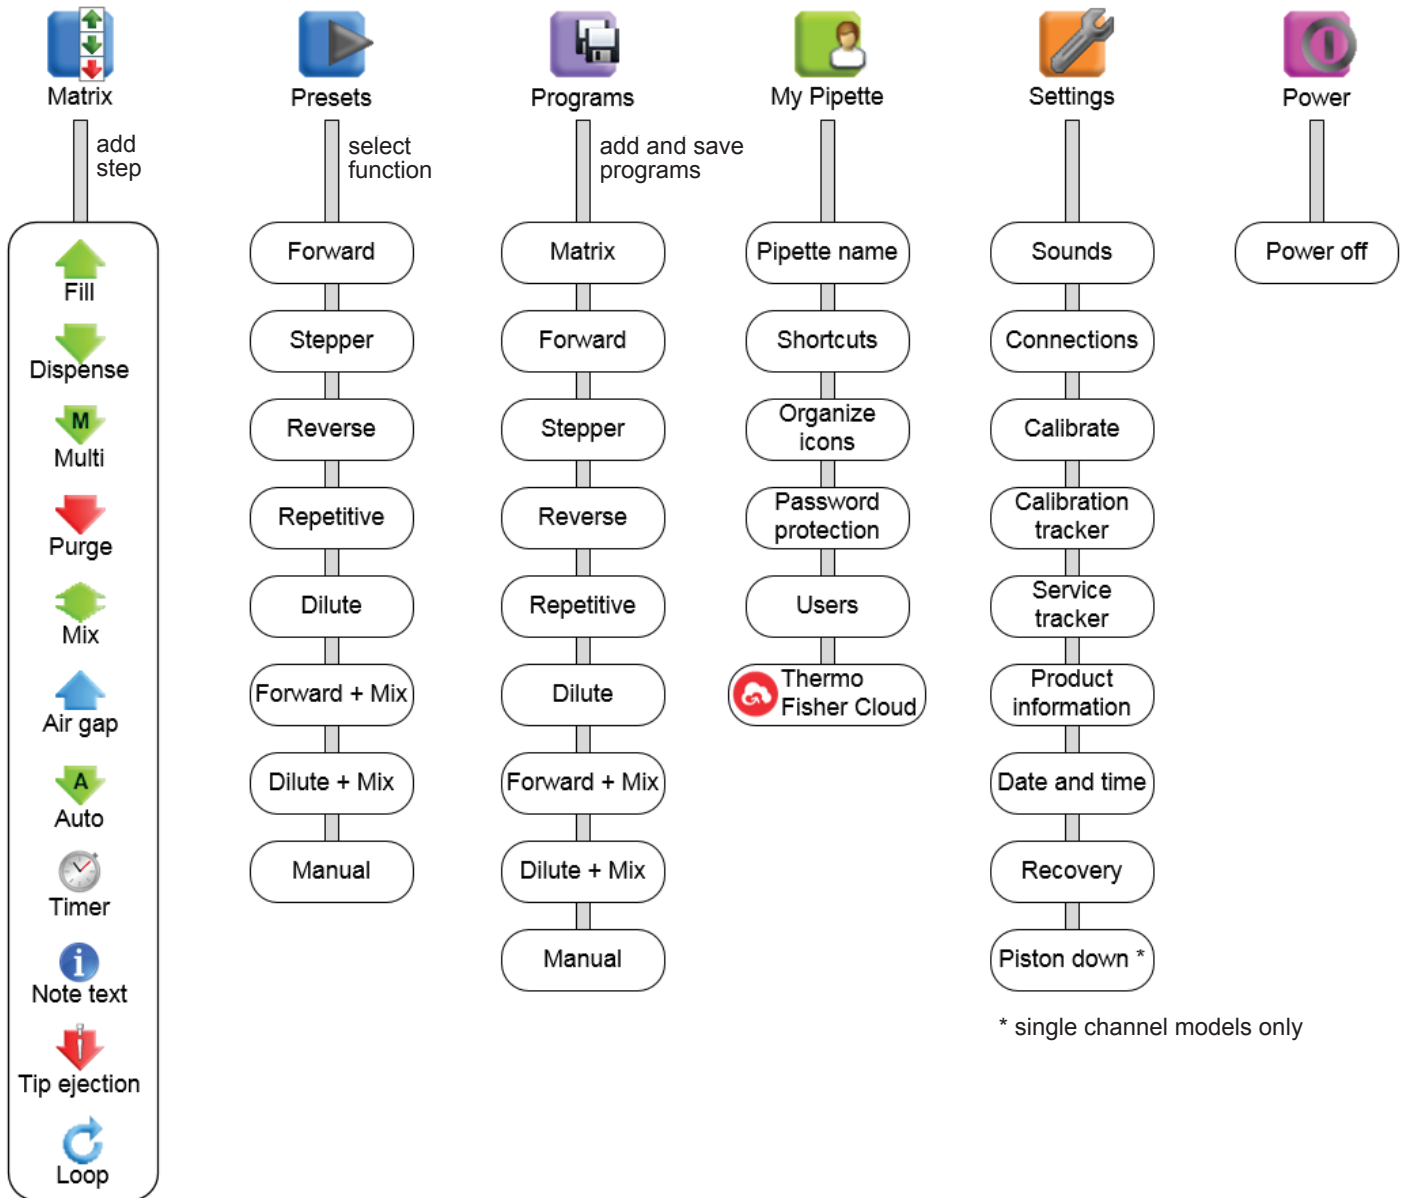 Matrix
Presets
Programs
My Pipette
Settings
Power
add
step
select
function
add and save
programs
Fill
Dispense
M
Multi
Purge
Mix
Air gap
A
Auto
Timer
i
Note text
Tip ejection
Loop
Forward
Stepper
Reverse
Repetitive
Dilute
Forward + Mix
Dilute + Mix
Manual
Matrix
Forward
Stepper
Reverse
Repetitive
Dilute
Forward + Mix
Dilute + Mix
Manual
Pipette name
Shortcuts
Organize
icons
Password
protection
Users
Thermo
Fisher Cloud
Sounds
Connections
Calibrate
Calibration
tracker
Service
tracker
Product
information
Date and time
Recovery
Piston down *
* single channel models only
Power off